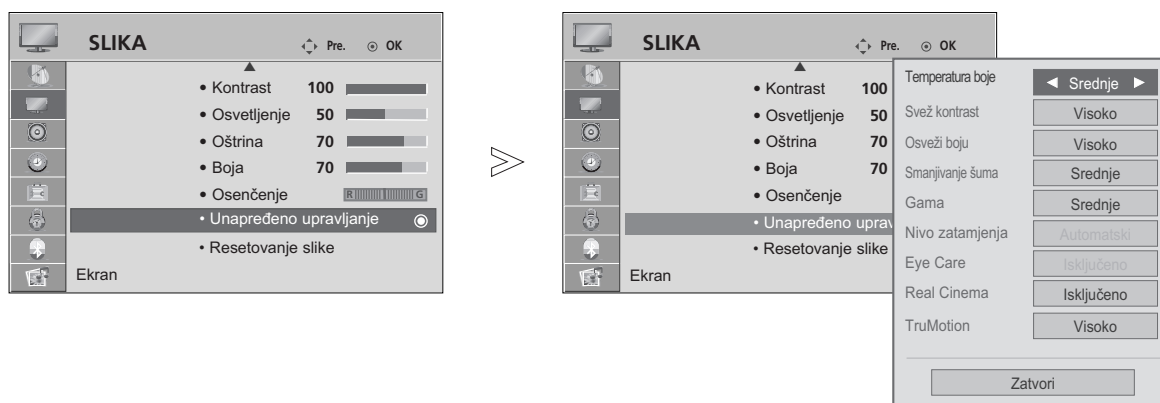 SLIKA Pre. OK
• Kontrast 100
• Osvetljenje 50
• Oštrina 70
• Boja 70
• Osenčenje R G
• Unapređeno upravljanje
• Resetovanje slike
Ekran
SLIKA Pre. OK
• Kontrast 100
• Osvetljenje 50
• Oštrina 70
• Boja 70
• Osenčenje
• Unapređeno uprav
• Resetovanje slike
Ekran
Temperatura boje Srednje
Svež kontrast Visoko
Osveži boju Visoko
Smanjivanje šuma Srednje
Gama Srednje
Nivo zatamjenja Automatski
Eye Care Isključeno
Real Cinema Isključeno
TruMotion Visoko
Zatvori